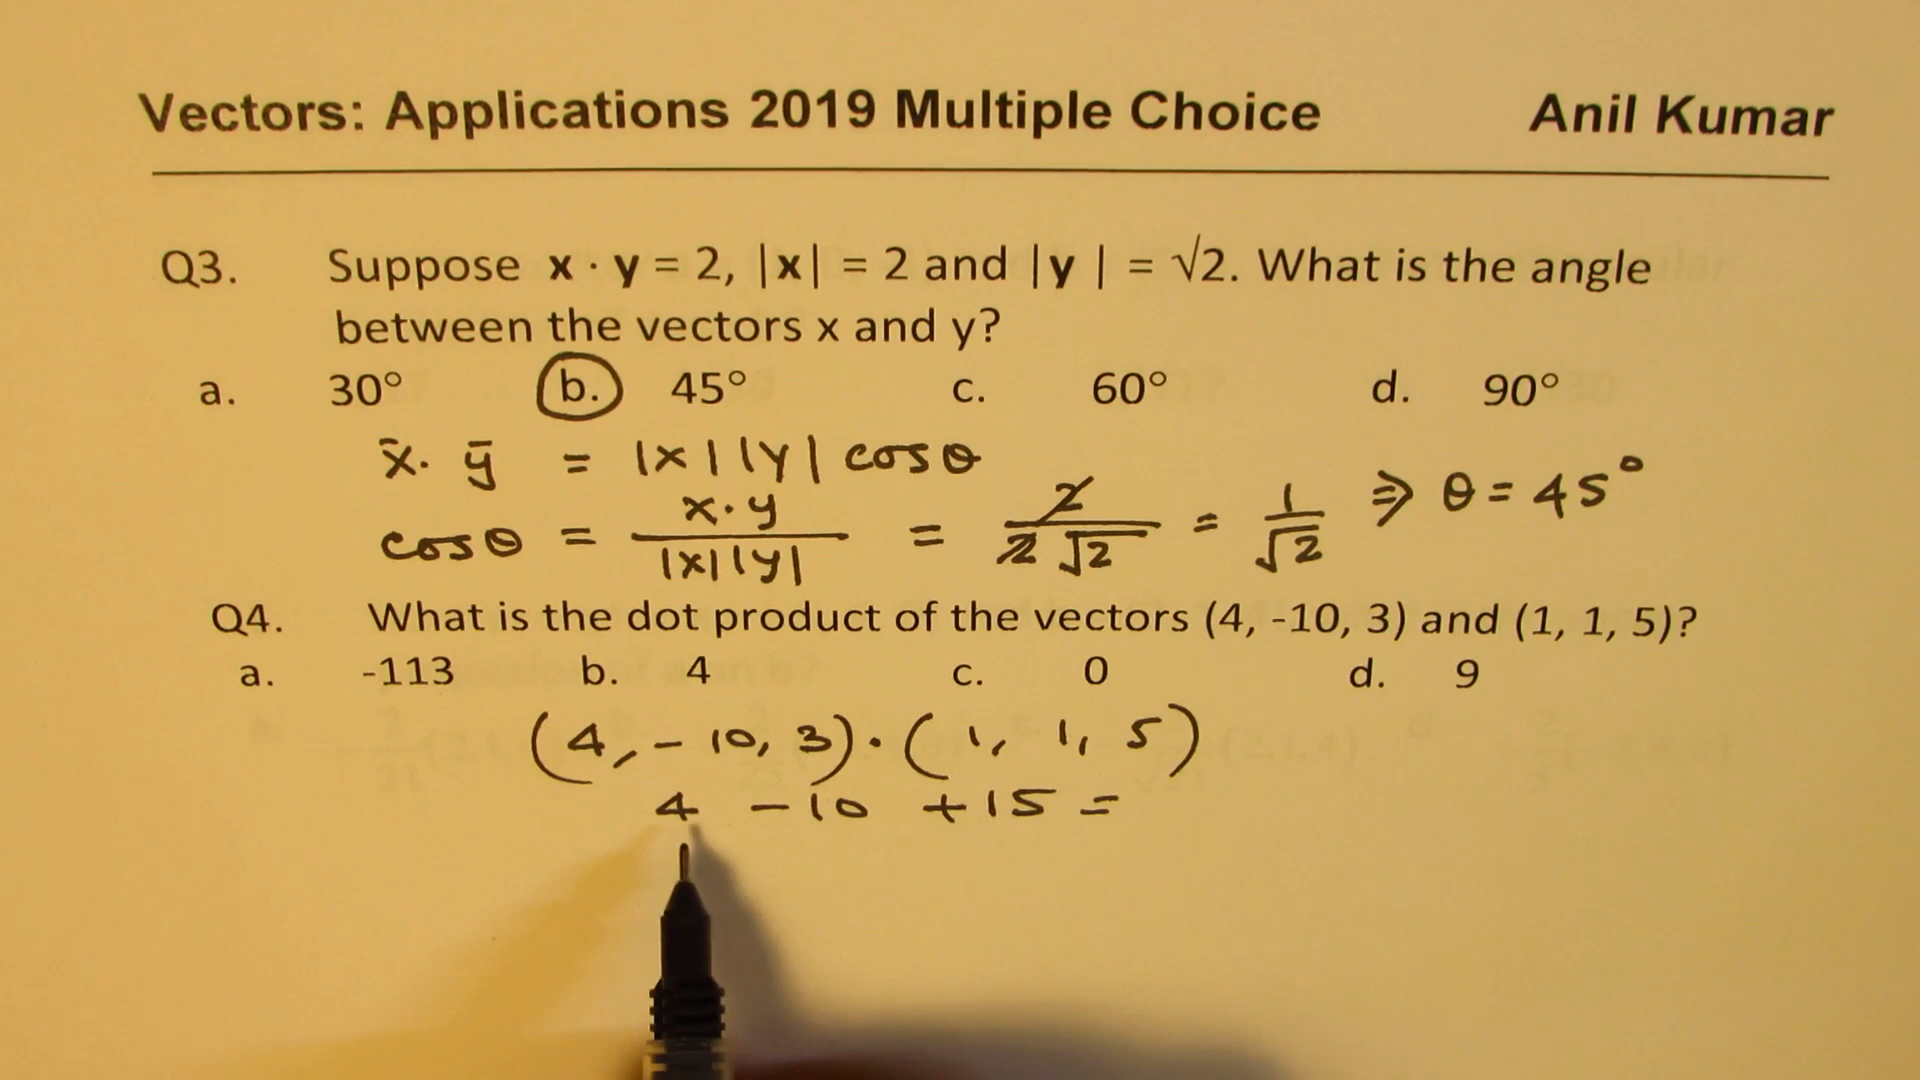 Vectors: Applications 2019 Multiple Choice Anil Kumar
Q3. Suppose x · y = 2, |x| = 2 and |y | = √2. What is the angle
between the vectors x and y?
a. 30° b. 45° c. 60° d. 90°
x̄ · ȳ = |x| |y| cosθ
cosθ = x·y / |x||y| = 2 / 2√2 = 1 / √2 ⇒ θ = 45°
Q4. What is the dot product of the vectors (4, -10, 3) and (1, 1, 5)?
a. -113 b. 4 c. 0 d. 9
(4, -10, 3) · (1, 1, 5)
4 -10 +15 =